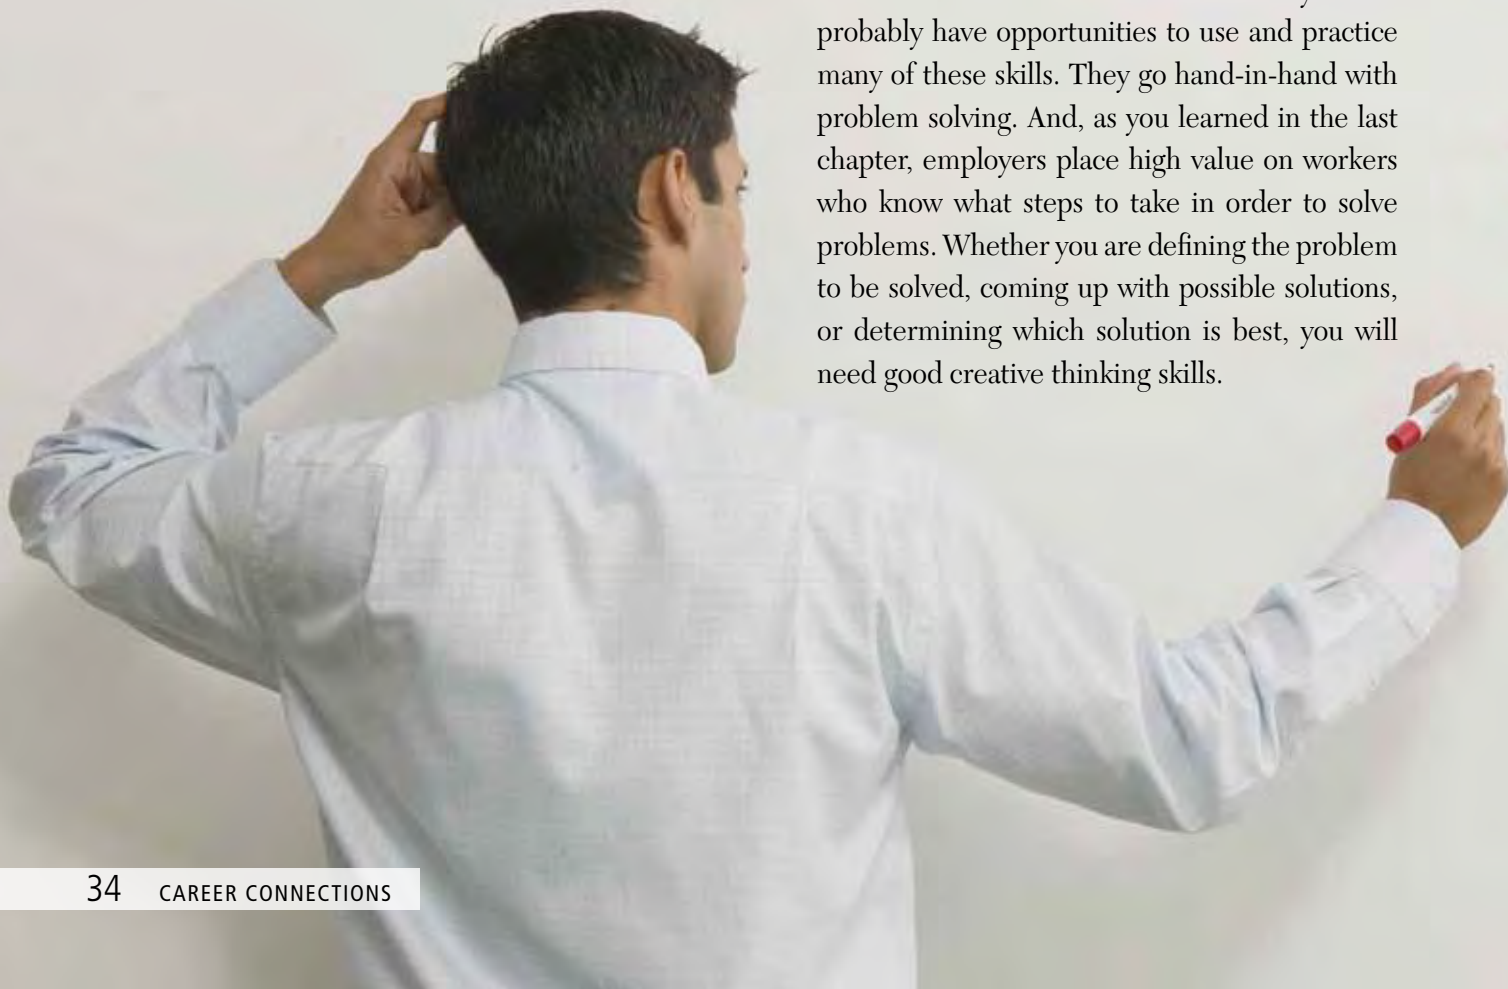 probably have opportunities to use and practice
many of these skills. They go hand-in-hand with
problem solving. And, as you learned in the last
chapter, employers place high value on workers
who know what steps to take in order to solve
problems. Whether you are defining the problem
to be solved, coming up with possible solutions,
or determining which solution is best, you will
need good creative thinking skills.
34 CAREER CONNECTIONS